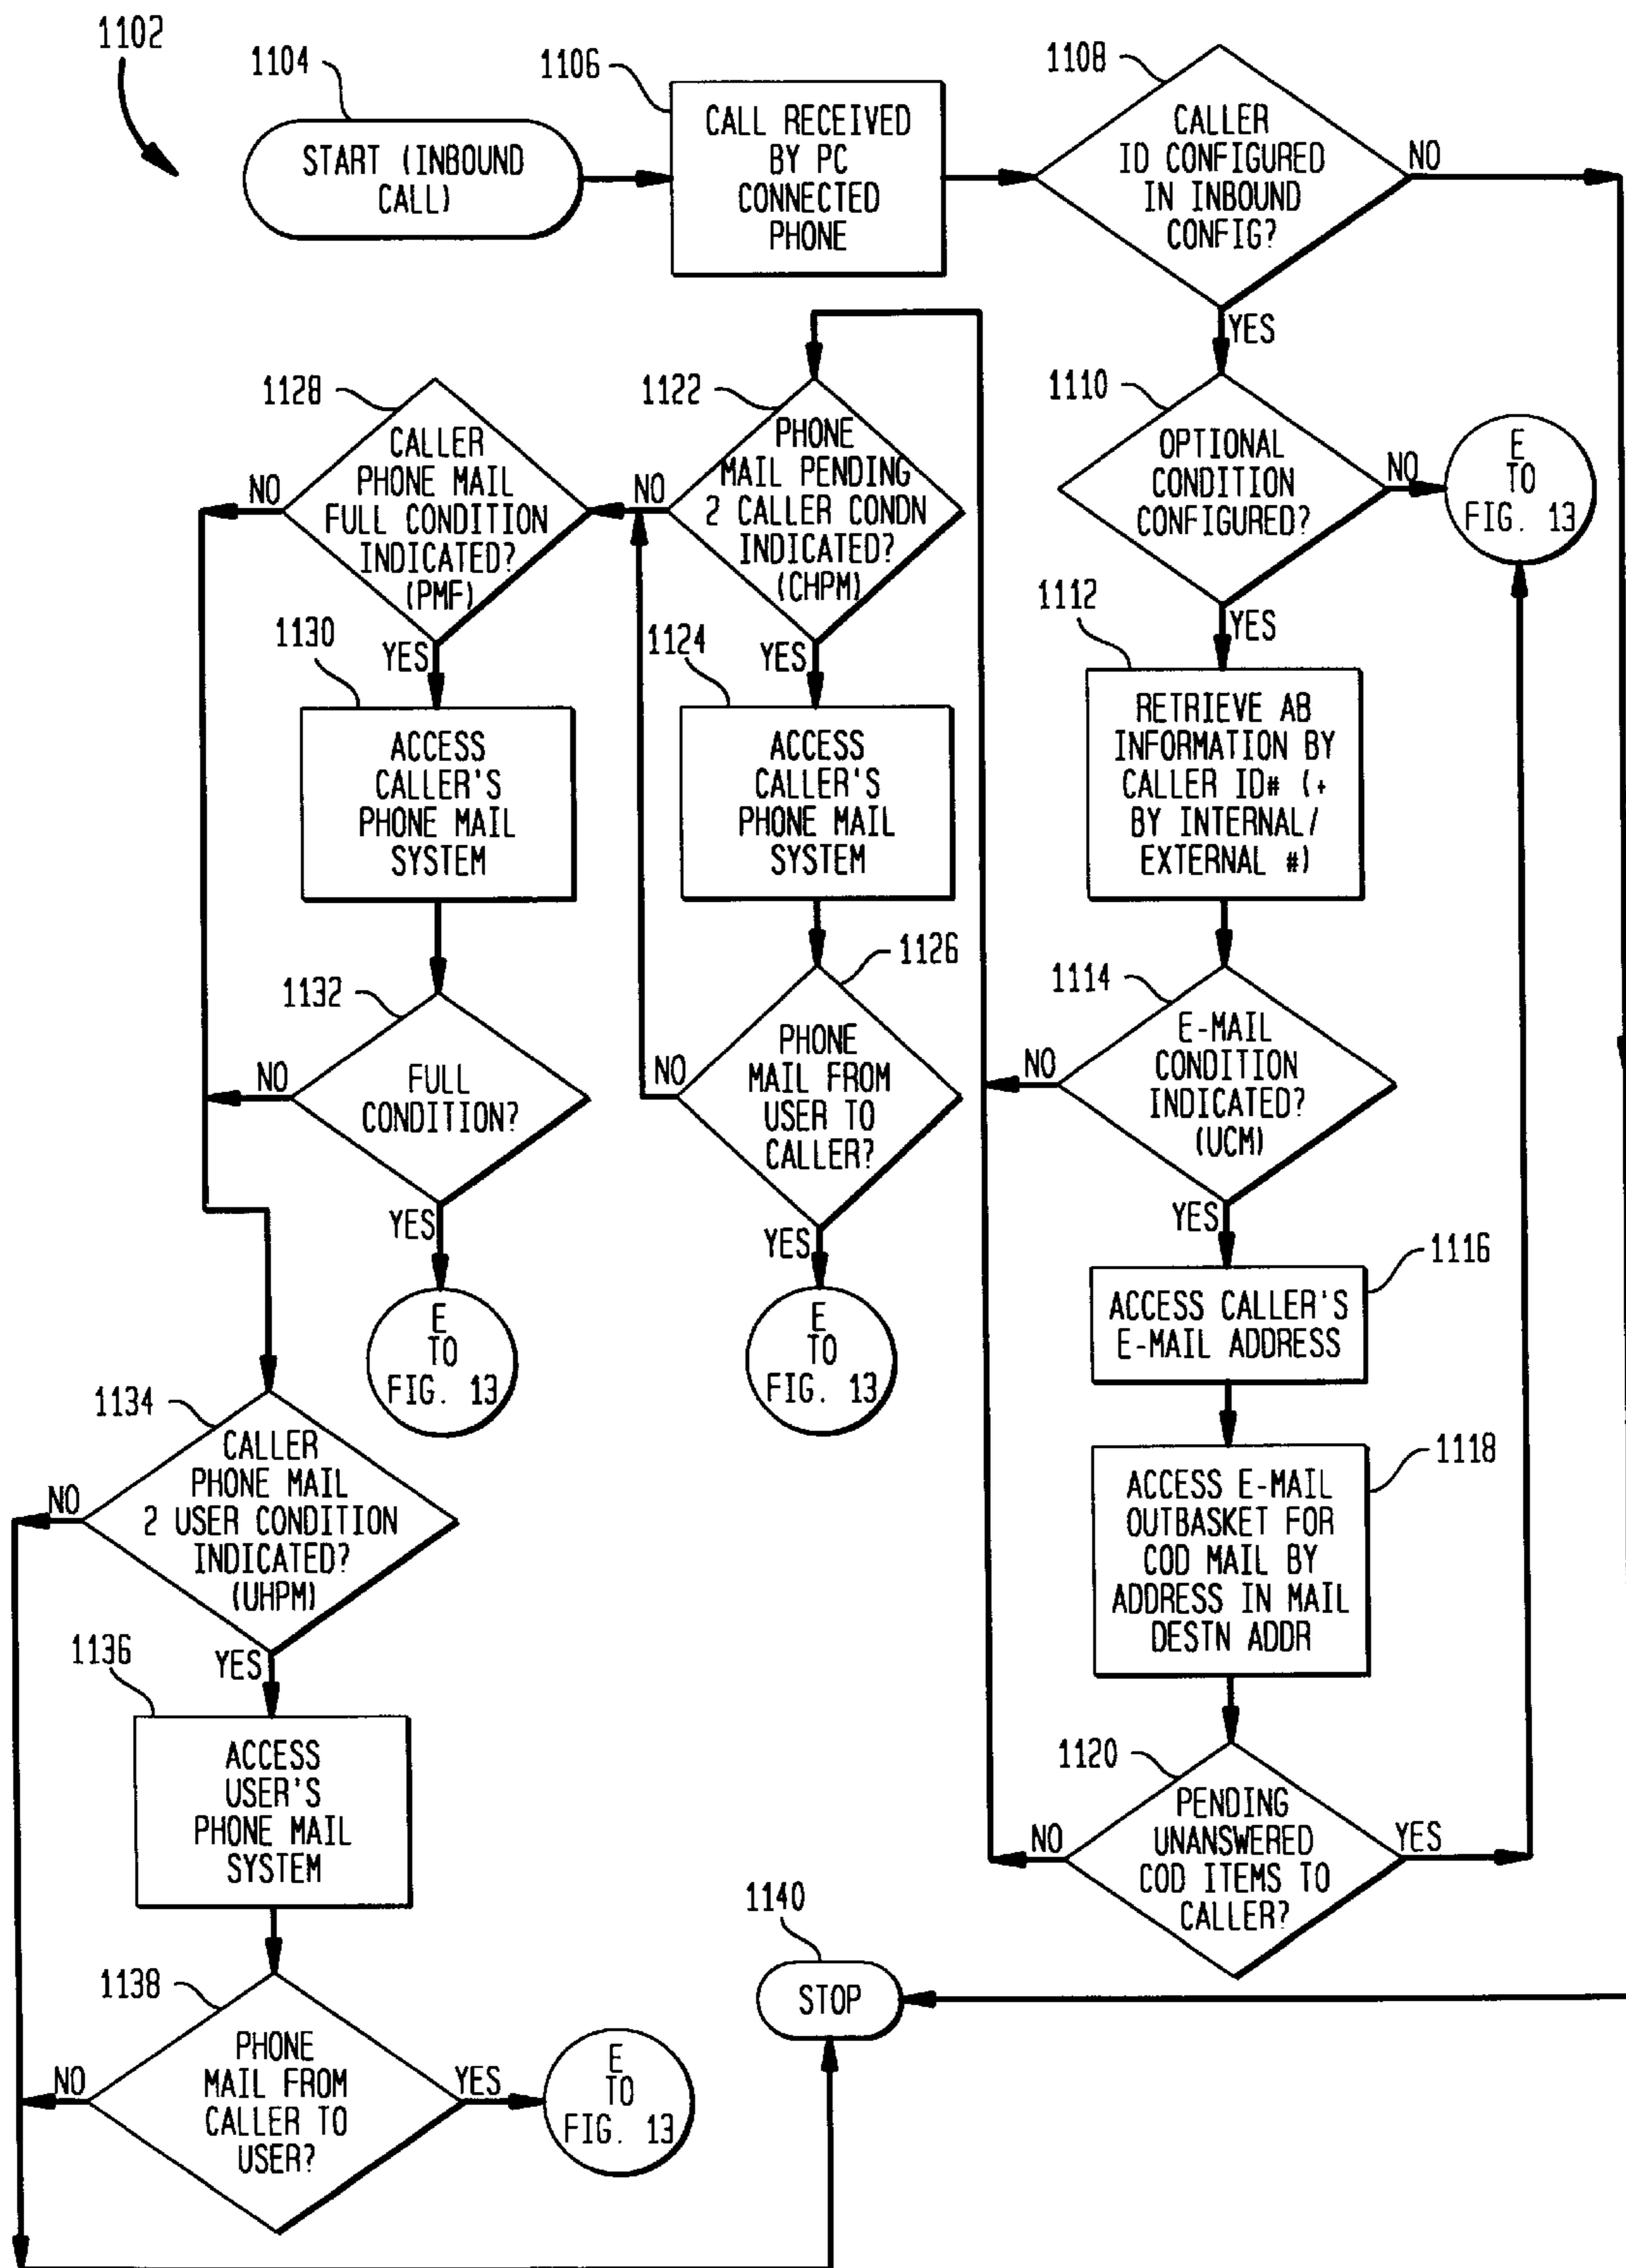 1102
1104
START (INBOUND
CALL)
1106
CALL RECEIVED
BY PC
CONNECTED
PHONE
1108
CALLER
ID CONFIGURED
IN INBOUND
CONFIG?
NO
YES
1110
OPTIONAL
CONDITION
CONFIGURED?
NO
E
TO
FIG. 13
YES
1112
RETRIEVE AB
INFORMATION BY
CALLER ID# (+
BY INTERNAL/
EXTERNAL #)
1114
E-MAIL
CONDITION
INDICATED?
(UCM)
NO
YES
1116
ACCESS CALLER'S
E-MAIL ADDRESS
1118
ACCESS E-MAIL
OUTBASKET FOR
COD MAIL BY
ADDRESS IN MAIL
DESTN ADDR
1120
PENDING
UNANSWERED
COD ITEMS TO
CALLER?
NO
YES
1122
PHONE
MAIL PENDING
2 CALLER CONDN
INDICATED?
(CHPM)
NO
YES
1124
ACCESS
CALLER'S
PHONE MAIL
SYSTEM
1126
PHONE
MAIL FROM
USER TO
CALLER?
NO
YES
E
TO
FIG. 13
1128
CALLER
PHONE MAIL
FULL CONDITION
INDICATED?
(PMF)
NO
YES
1130
ACCESS
CALLER'S
PHONE MAIL
SYSTEM
1132
FULL
CONDITION?
NO
YES
E
TO
FIG. 13
1134
CALLER
PHONE MAIL
2 USER CONDITION
INDICATED?
(UHPM)
NO
YES
1136
ACCESS
USER'S
PHONE MAIL
SYSTEM
1138
PHONE
MAIL FROM
CALLER TO
USER?
NO
YES
E
TO
FIG. 13
1140
STOP